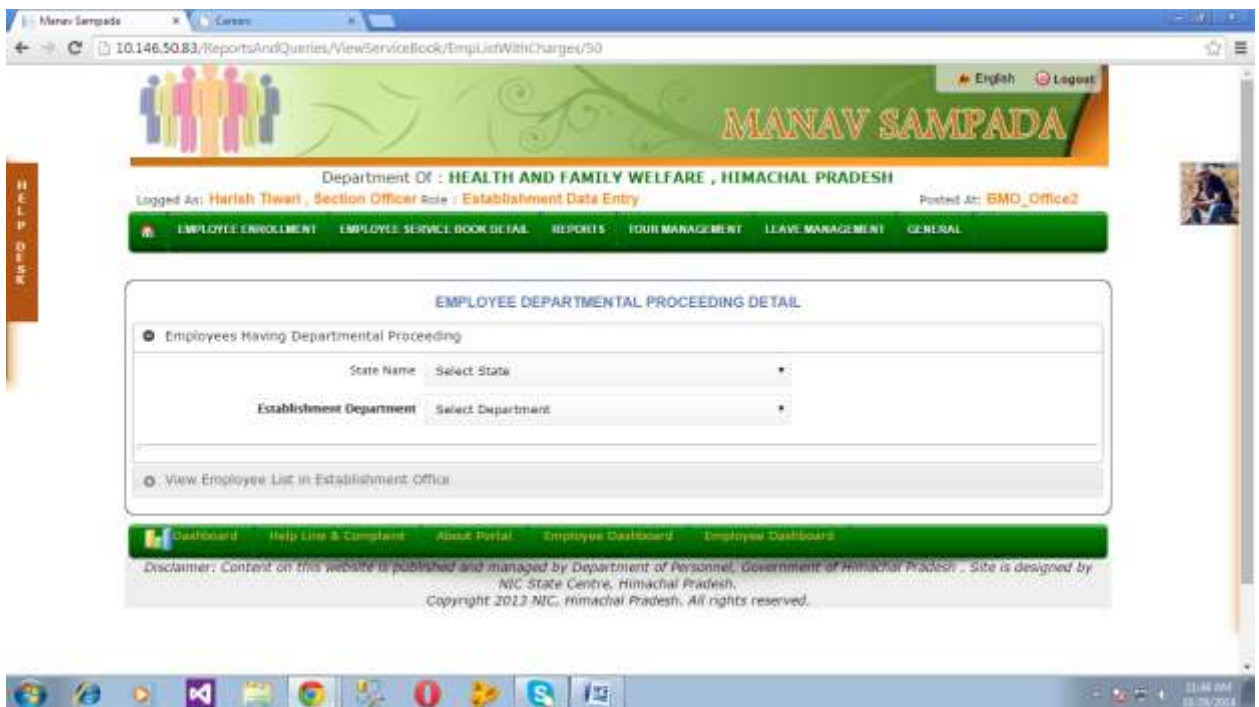 Manav Sampada
Careers
10.146.50.83/ReportsAndQueries/ViewServiceBook/EmpListWithCharges/50
English Logout
MANAV SAMPADA
Department Of : HEALTH AND FAMILY WELFARE , HIMACHAL PRADESH
Logged As: Harish Tiwari , Section Officer Role : Establishment Data Entry Posted At: BMO_Office2
HELP DESK
EMPLOYEE ENROLLMENT EMPLOYEE SERVICE BOOK DETAIL REPORTS TOUR MANAGEMENT LEAVE MANAGEMENT GENERAL
EMPLOYEE DEPARTMENTAL PROCEEDING DETAIL
Employees Having Departmental Proceeding
State Name Select State
Establishment Department Select Department
View Employee List in Establishment Office
Dashboard Help Line & Complaint About Portal Employee Dashboard Employee Dashboard
Disclaimer: Content on this website is published and managed by Department of Personnel, Government of Himachal Pradesh . Site is designed by
NIC State Centre, Himachal Pradesh.
Copyright 2013 NIC, Himachal Pradesh. All rights reserved.
11:44 AM